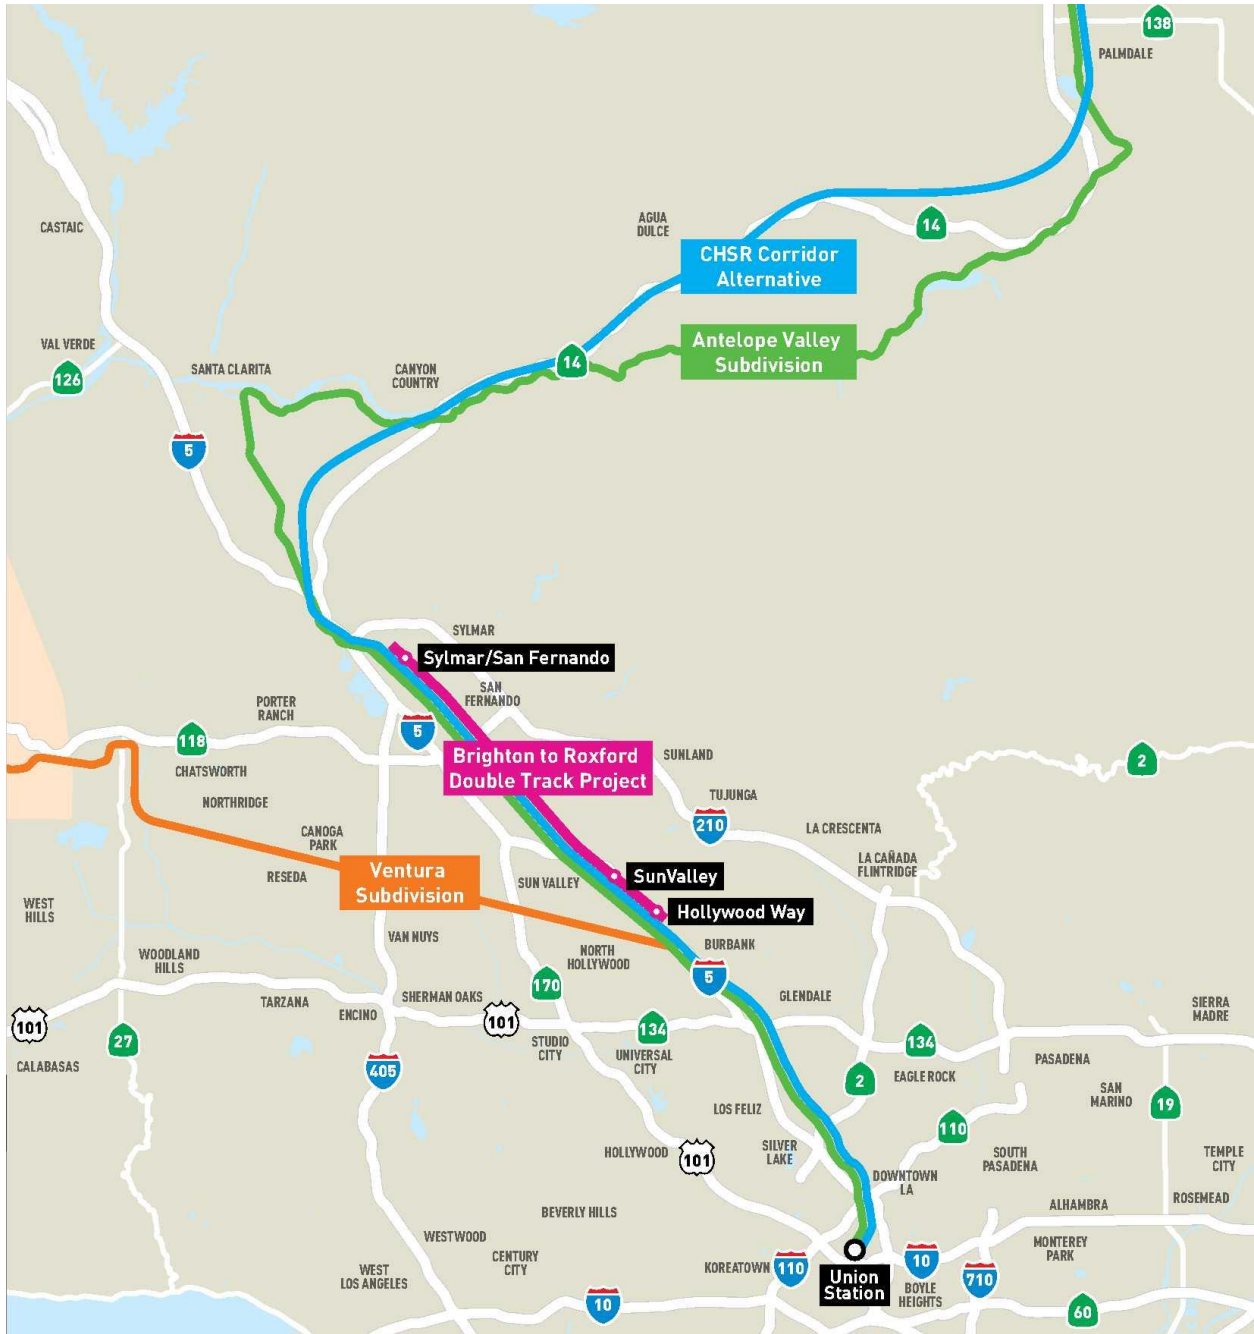 138
PALMDALE
CASTAIC
AGUA
DULCE
14
CHSR Corridor
Alternative
VAL VERDE
126
SANTA CLARITA
CANYON
COUNTRY
14
Antelope Valley
Subdivision
5
SYLMAR
Sylmar/San Fernando
SAN
FERNANDO
PORTER
RANCH
118
5
CHATSWORTH
Brighton to Roxford
Double Track Project
SUNLAND
2
NORTHRIDGE
TUJUNGA
210
CANOGA
PARK
LA CRESCENTA
LA CAÑADA
FLINTRIDGE
RESEDA
Ventura
Subdivision
SUN VALLEY
SunValley
WEST
HILLS
Hollywood Way
VAN NUYS
BURBANK
WOODLAND
HILLS
NORTH
HOLLYWOOD
5
170
TARZANA
ENCINO
SHERMAN OAKS
GLENDALE
SIERRA
MADRE
101
27
101
STUDIO
CITY
134
UNIVERSAL
CITY
134
CALABASAS
405
EAGLE ROCK
PASADENA
2
SAN
MARINO
19
LOS FELIZ
110
HOLLYWOOD
101
SILVER
LAKE
SOUTH
PASADENA
TEMPLE
CITY
DOWNTOWN
LA
ROSEMEAD
BEVERLY HILLS
ALHAMBRA
WESTWOOD
CENTURY
CITY
MONTEREY
PARK
WEST
LOS ANGELES
KOREATOWN
110
Union
Station
10
BOYLE
HEIGHTS
710
10
60